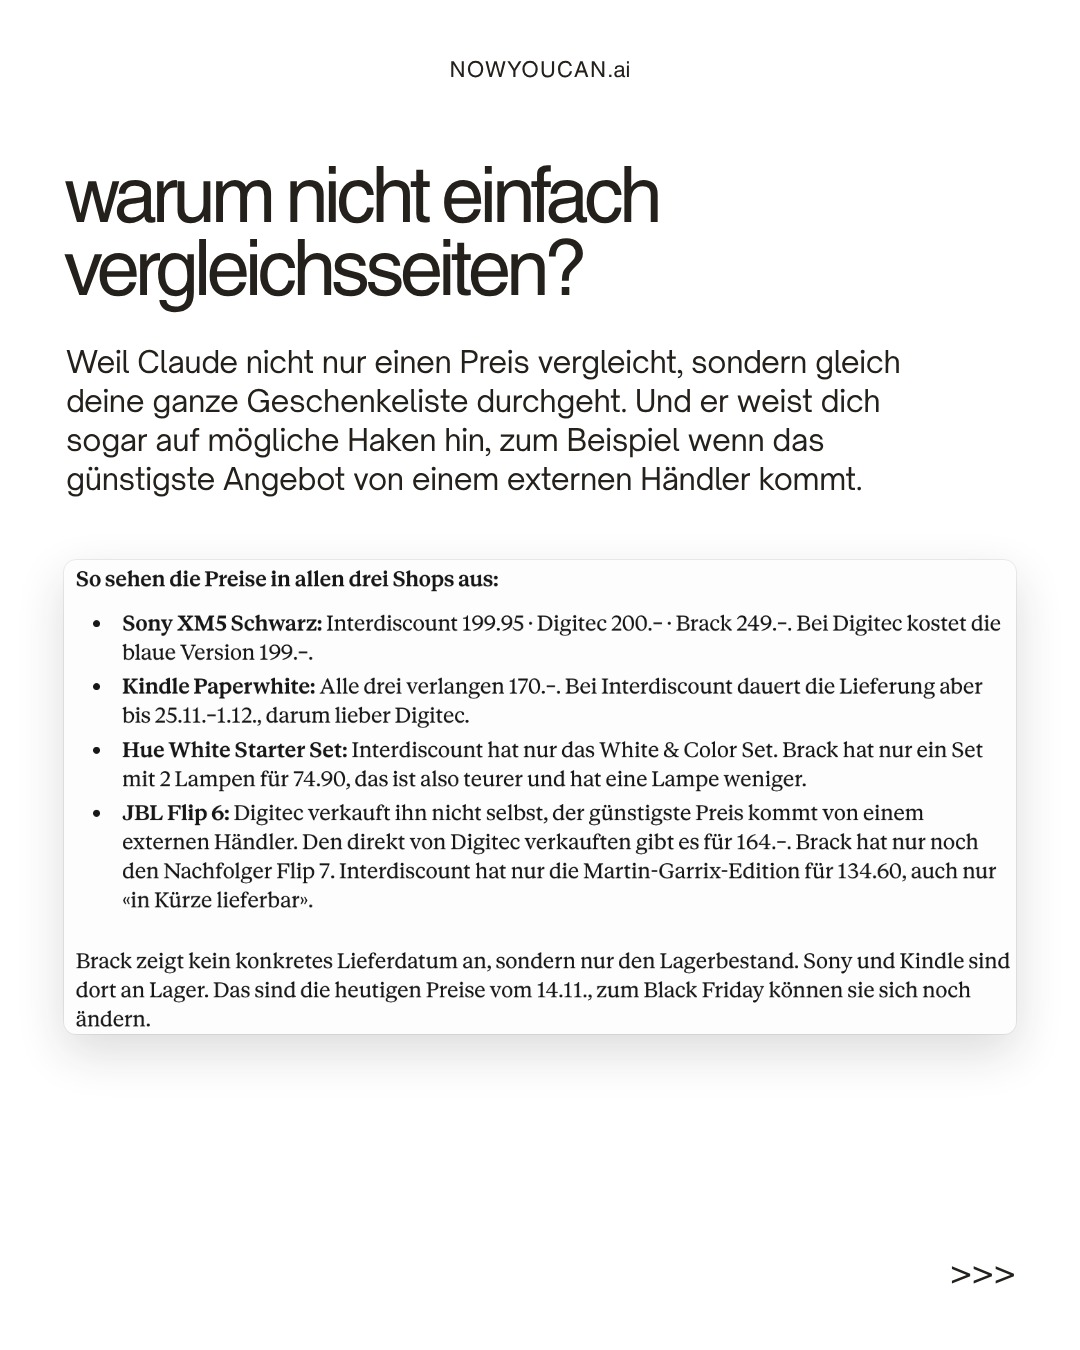 NOWYOUCAN.ai
warum nicht einfach
vergleichsseiten?
Weil Claude nicht nur einen Preis vergleicht, sondern gleich
deine ganze Geschenkeliste durchgeht. Und er weist dich
sogar auf mögliche Haken hin, zum Beispiel wenn das
günstigste Angebot von einem externen Händler kommt.
So sehen die Preise in allen drei Shops aus:
• Sony XM5 Schwarz: Interdiscount 199.95 · Digitec 200.– · Brack 249.–. Bei Digitec kostet die
blaue Version 199.–.
• Kindle Paperwhite: Alle drei verlangen 170.–. Bei Interdiscount dauert die Lieferung aber
bis 25.11.–1.12., darum lieber Digitec.
• Hue White Starter Set: Interdiscount hat nur das White & Color Set. Brack hat nur ein Set
mit 2 Lampen für 74.90, das ist also teurer und hat eine Lampe weniger.
• JBL Flip 6: Digitec verkauft ihn nicht selbst, der günstigste Preis kommt von einem
externen Händler. Den direkt von Digitec verkauften gibt es für 164.–. Brack hat nur noch
den Nachfolger Flip 7. Interdiscount hat nur die Martin-Garrix-Edition für 134.60, auch nur
«in Kürze lieferbar».
Brack zeigt kein konkretes Lieferdatum an, sondern nur den Lagerbestand. Sony und Kindle sind
dort an Lager. Das sind die heutigen Preise vom 14.11., zum Black Friday können sie sich noch
ändern.
>>>